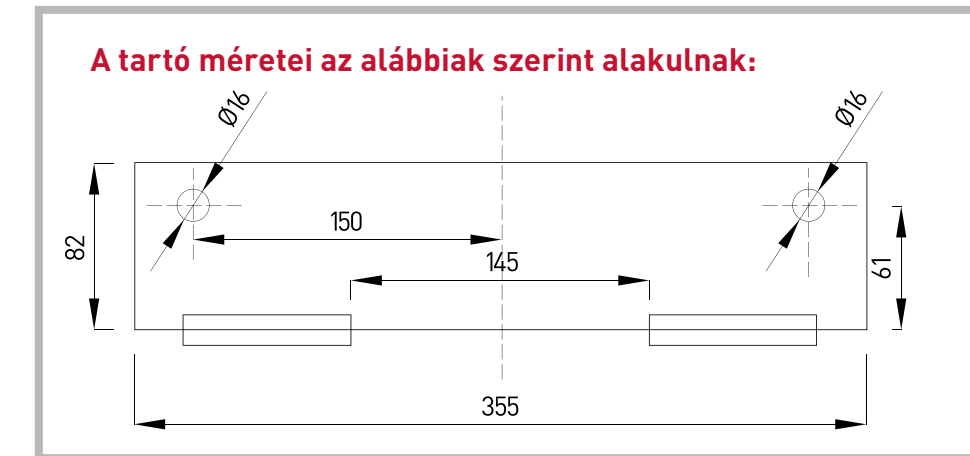 A tartó méretei az alábbiak szerint alakulnak:
Ø16
Ø16
150
82
145
61
355